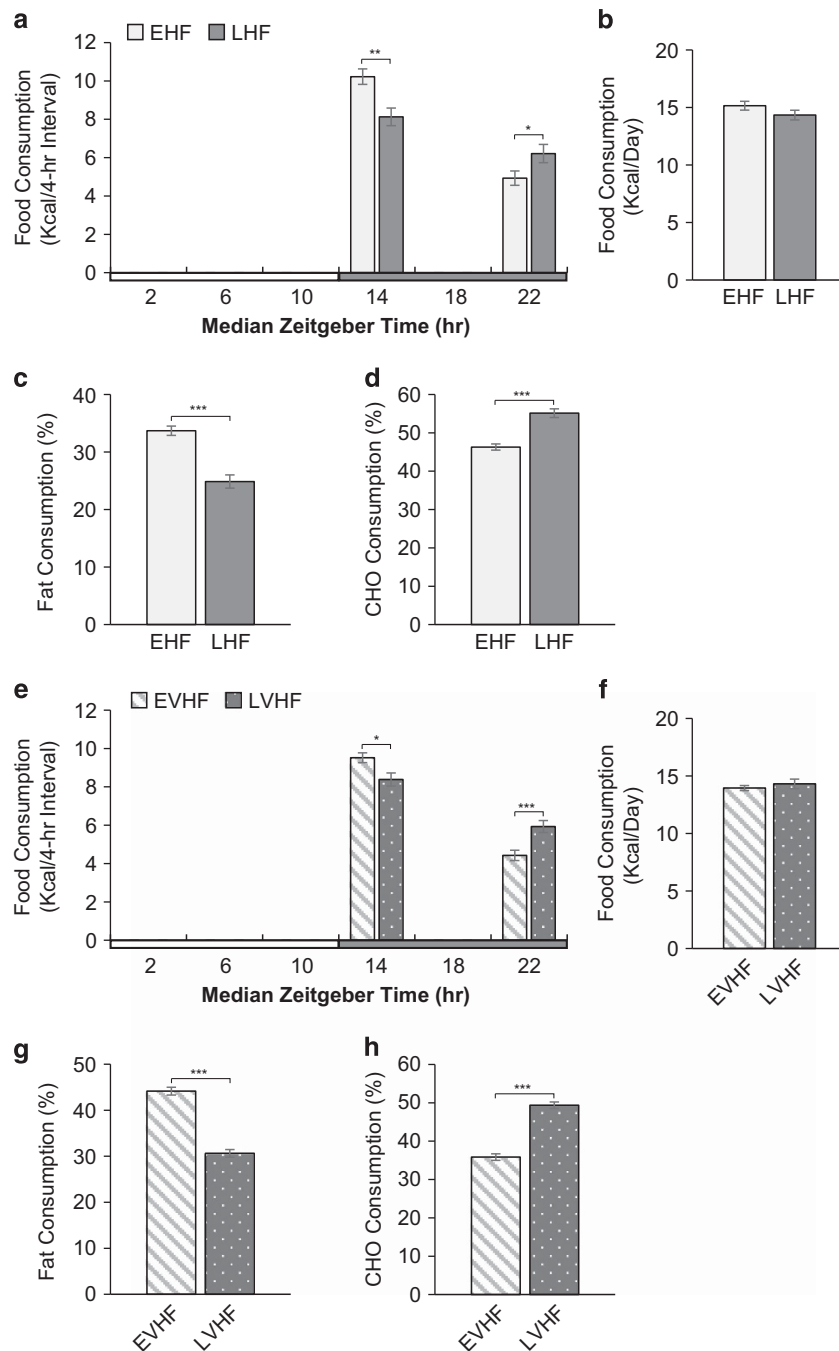 a
EHF LHF
b
Food Consumption
(Kcal/4-hr Interval)
12
10
8
6
4
2
0
**
*
2 6 10 14 18 22
Median Zeitgeber Time (hr)
Food Consumption
(Kcal/Day)
20
15
10
5
0
EHF LHF
c
Fat Consumption (%)
40
30
20
10
0
***
EHF LHF
d
CHO Consumption (%)
60
50
40
30
20
10
0
***
EHF LHF
e
EVHF LVHF
Food Consumption
(Kcal/4-hr Interval)
12
10
8
6
4
2
0
*
***
2 6 10 14 18 22
Median Zeitgeber Time (hr)
f
Food Consumption
(Kcal/Day)
20
15
10
5
0
EVHF LVHF
g
Fat Consumption (%)
50
40
30
20
10
0
***
EVHF LVHF
h
CHO Consumption (%)
60
50
40
30
20
10
0
***
EVHF LVHF